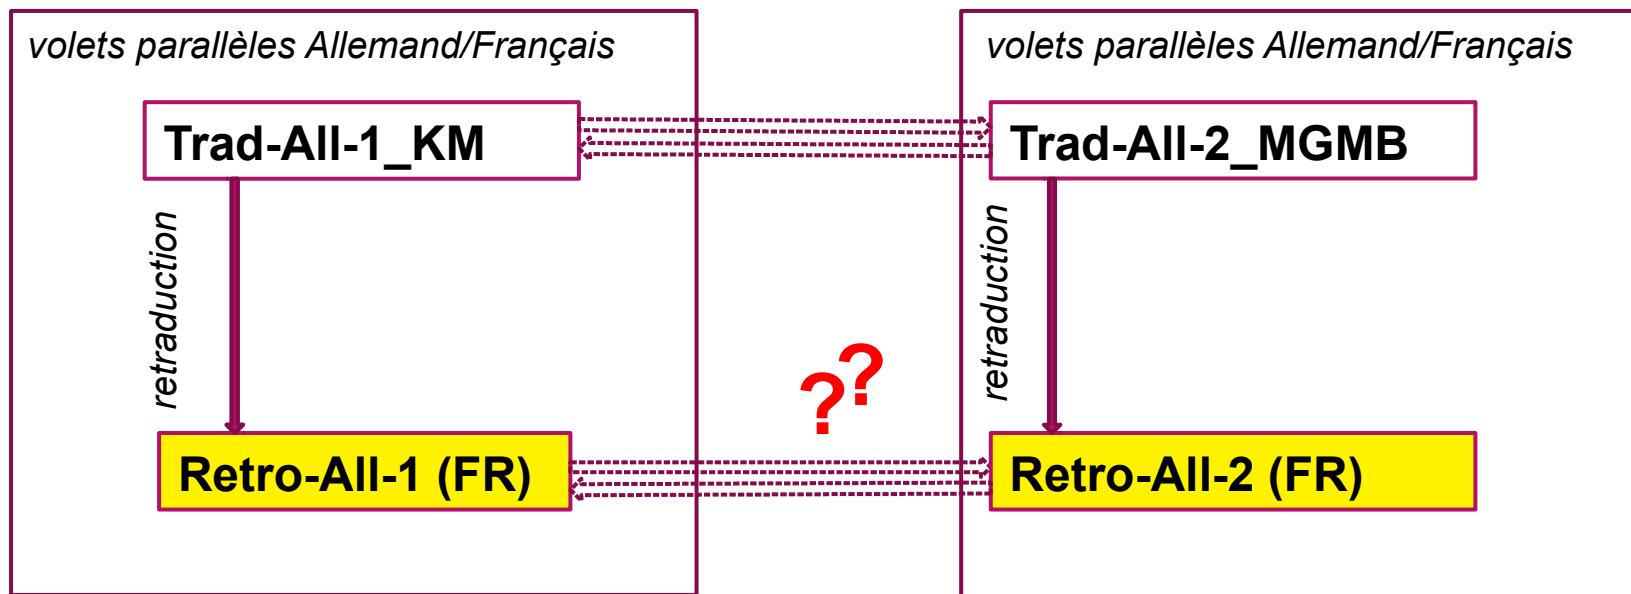 volets parallèles Allemand/Français
Trad-All-1_KM
retraduction
Retro-All-1 (FR)
??
volets parallèles Allemand/Français
Trad-All-2_MGMB
retraduction
Retro-All-2 (FR)